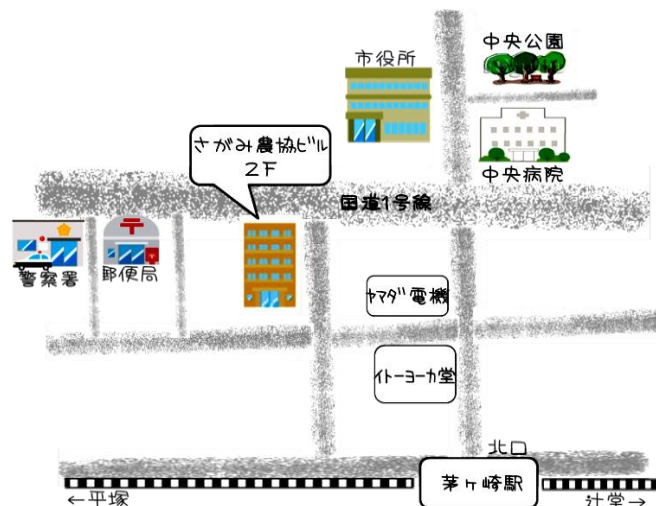 中央公園
市役所
さがみ農協ビル
2F
中央病院
国道1号線
警察署
郵便局
ヤマダ電機
イトーヨーカ堂
北口
茅ヶ崎駅
←平塚
辻堂→